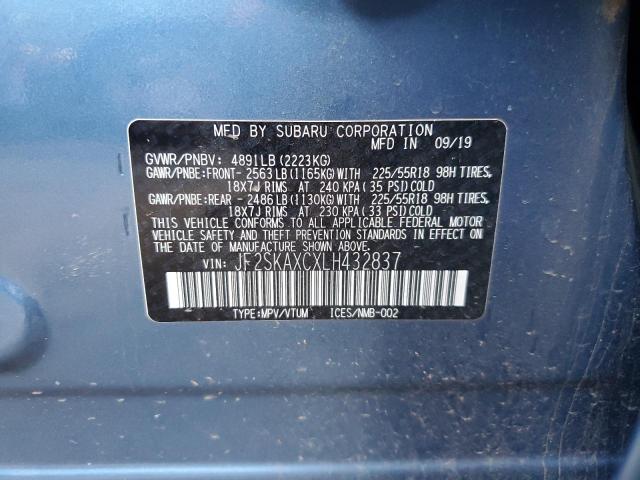 MFD BY SUBARU CORPORATION
MFD IN 09/19
GVWR/PNBV: 4891LB (2223KG)
GAWR/PNBE:FRONT- 2563LB (1165KG)WITH 225/55R18 98H TIRES,
18X7J RIMS AT 240 KPA (35 PSI)COLD
GAWR/PNBE:REAR - 2486LB (1130KG)WITH 225/55R18 98H TIRES,
18X7J RIMS AT 230 KPA (33 PSI)COLD
THIS VEHICLE CONFORMS TO ALL APPLICABLE FEDERAL MOTOR
VEHICLE SAFETY AND THEFT PREVENTION STANDARDS IN EFFECT ON
THE DATE OF MANUFACTURE SHOWN ABOVE.
VIN: JF2SKAXCXLH432837
TYPE:MPV/VTUM ICES/NMB-002